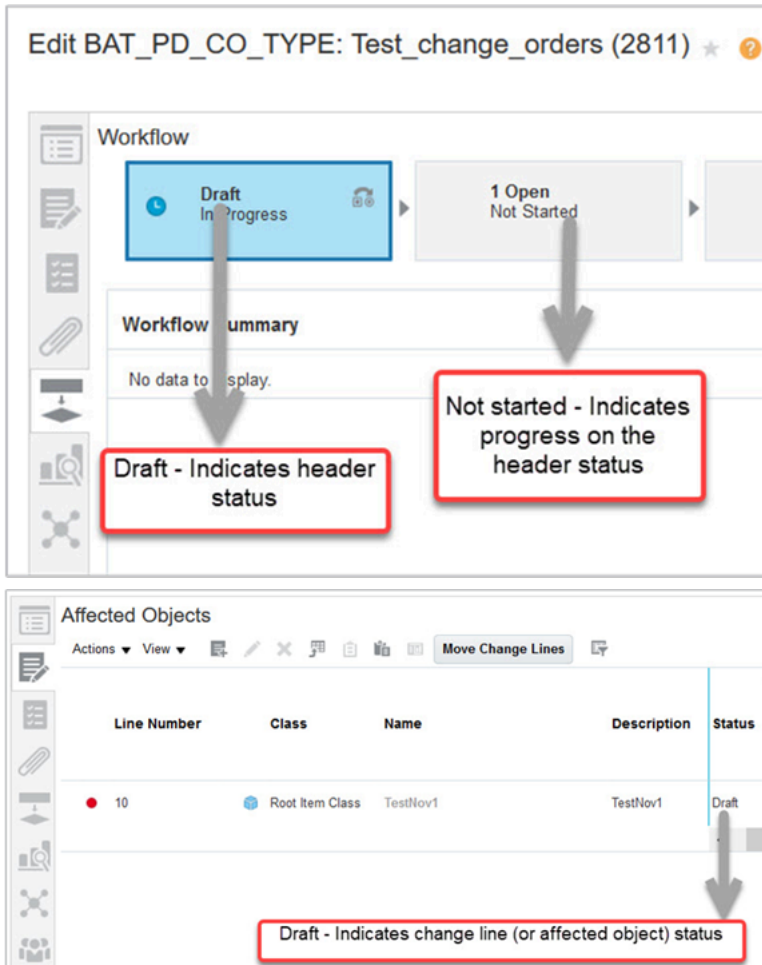 Edit BAT_PD_CO_TYPE: Test_change_orders (2811)
?
Workflow
Draft
In Progress
1 Open
Not Started
Workflow Summary
No data to display.
Draft - Indicates header
status
Not started - Indicates
progress on the
header status
Affected Objects
Actions ▼ View ▼ Move Change Lines
Line Number Class Name Description Status
10 Root Item Class TestNov1 TestNov1 Draft
Draft - Indicates change line (or affected object) status